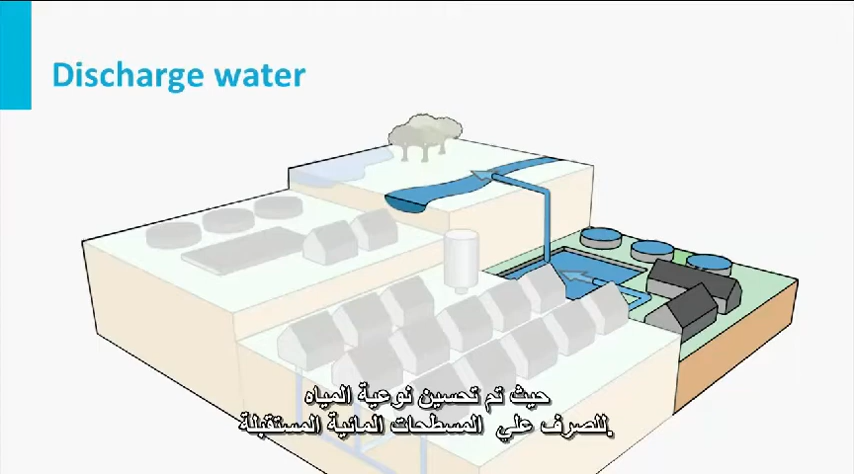 Discharge water
حيث تم تحسين نوعية المياه
للصرف علي المسطحات المائية المستقبلة.